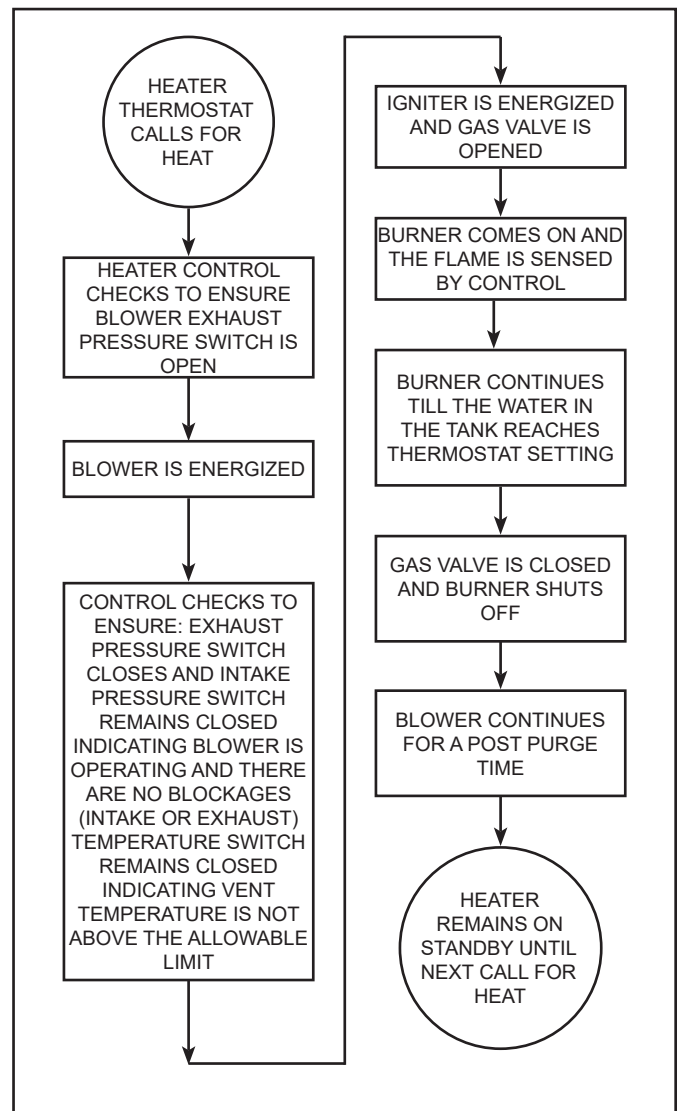 HEATER
THERMOSTAT
CALLS FOR
HEAT
HEATER CONTROL
CHECKS TO ENSURE
BLOWER EXHAUST
PRESSURE SWITCH IS
OPEN
BLOWER IS ENERGIZED
CONTROL CHECKS TO
ENSURE: EXHAUST
PRESSURE SWITCH
CLOSES AND INTAKE
PRESSURE SWITCH
REMAINS CLOSED
INDICATING BLOWER IS
OPERATING AND THERE
ARE NO BLOCKAGES
(INTAKE OR EXHAUST)
TEMPERATURE SWITCH
REMAINS CLOSED
INDICATING VENT
TEMPERATURE IS NOT
ABOVE THE ALLOWABLE
LIMIT
IGNITER IS ENERGIZED
AND GAS VALVE IS
OPENED
BURNER COMES ON AND
THE FLAME IS SENSED
BY CONTROL
BURNER CONTINUES
TILL THE WATER IN
THE TANK REACHES
THERMOSTAT SETTING
GAS VALVE IS CLOSED
AND BURNER SHUTS
OFF
BLOWER CONTINUES
FOR A POST PURGE
TIME
HEATER
REMAINS ON
STANDBY UNTIL
NEXT CALL FOR
HEAT